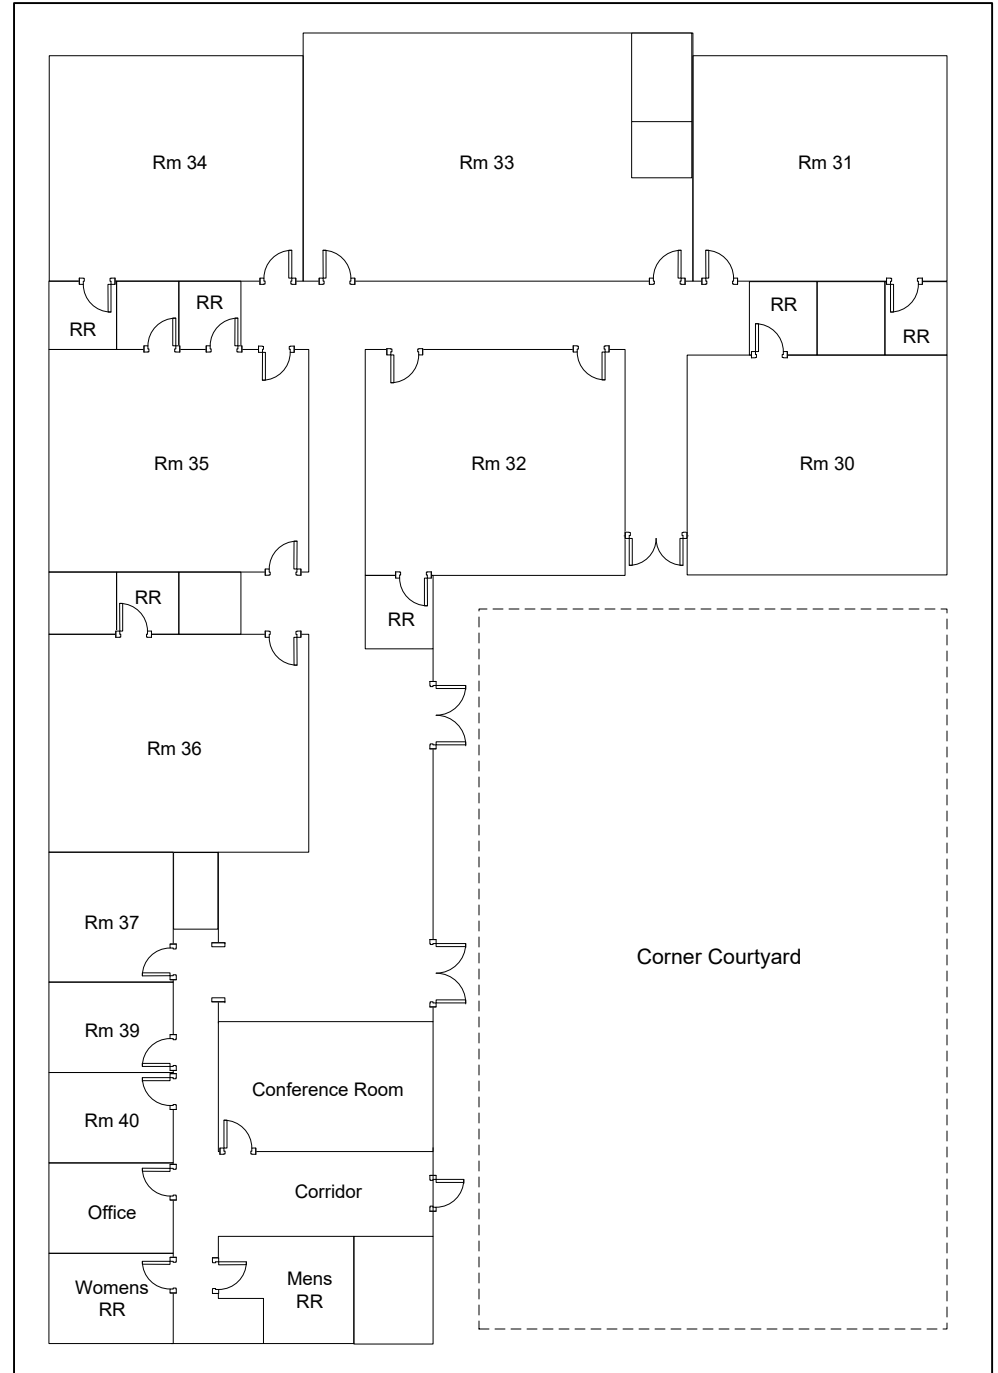 Rm 34
Rm 33
Rm 31
RR
RR
RR
RR
Rm 35
Rm 32
Rm 30
RR
RR
Rm 36
Rm 37
Corner Courtyard
Rm 39
Conference Room
Rm 40
Corridor
Office
Womens
RR
Mens
RR